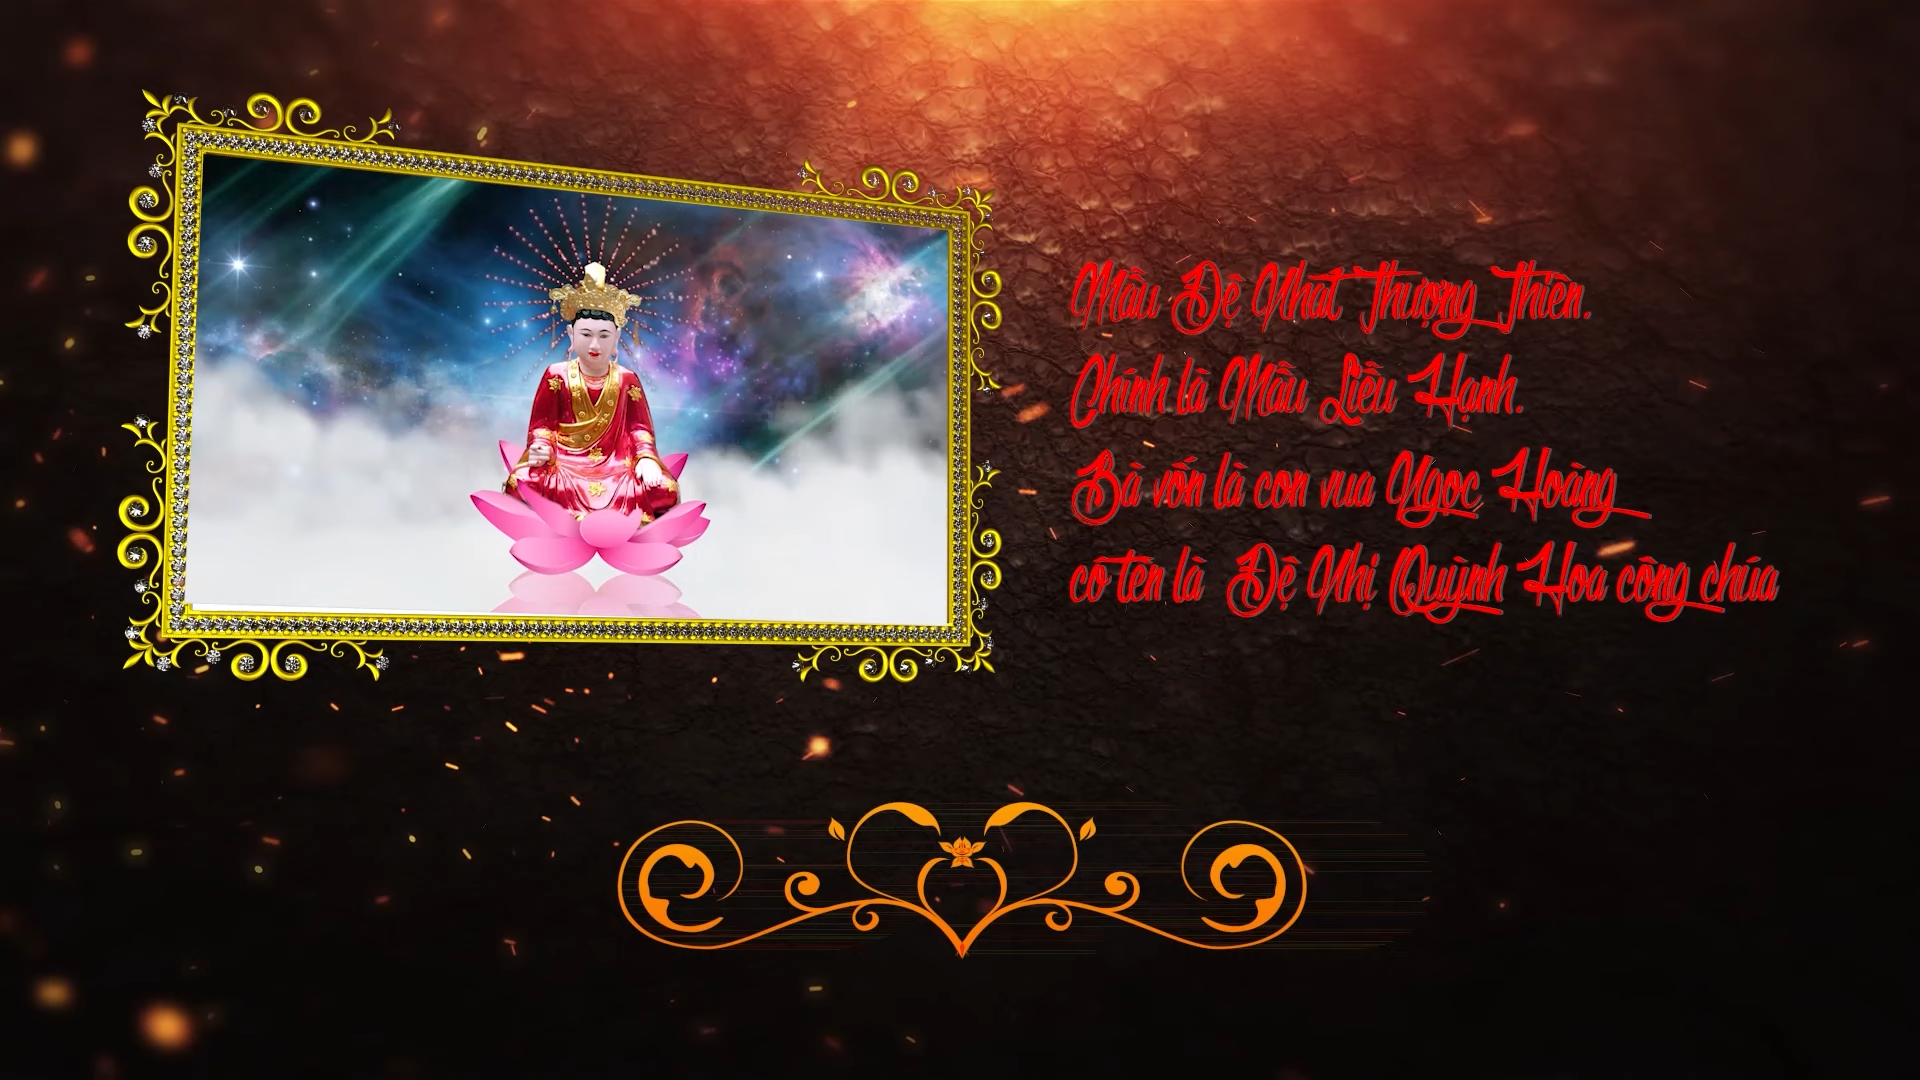 Mẫu Đệ Nhất Thượng Thiên.
Chính là Mẫu Liễu Hạnh.
Bà vốn là con vua Ngọc Hoàng
có tên là Đệ Nhị Quỳnh Hoa công chúa